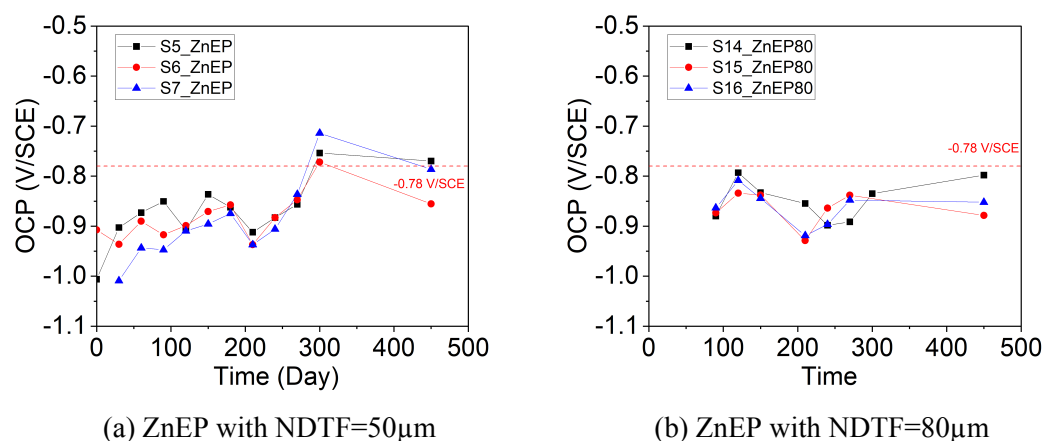 -0.5
-0.6
-0.7
-0.8
-0.9
-1.0
-1.1
OCP (V/SCE)
S5_ZnEP
S6_ZnEP
S7_ZnEP
-0.78 V/SCE
0 100 200 300 400 500
Time (Day)
(a) ZnEP with NDTF=50μm
-0.5
-0.6
-0.7
-0.8
-0.9
-1.0
-1.1
OCP (V/SCE)
S14_ZnEP80
S15_ZnEP80
S16_ZnEP80
-0.78 V/SCE
0 100 200 300 400 500
Time
(b) ZnEP with NDTF=80μm